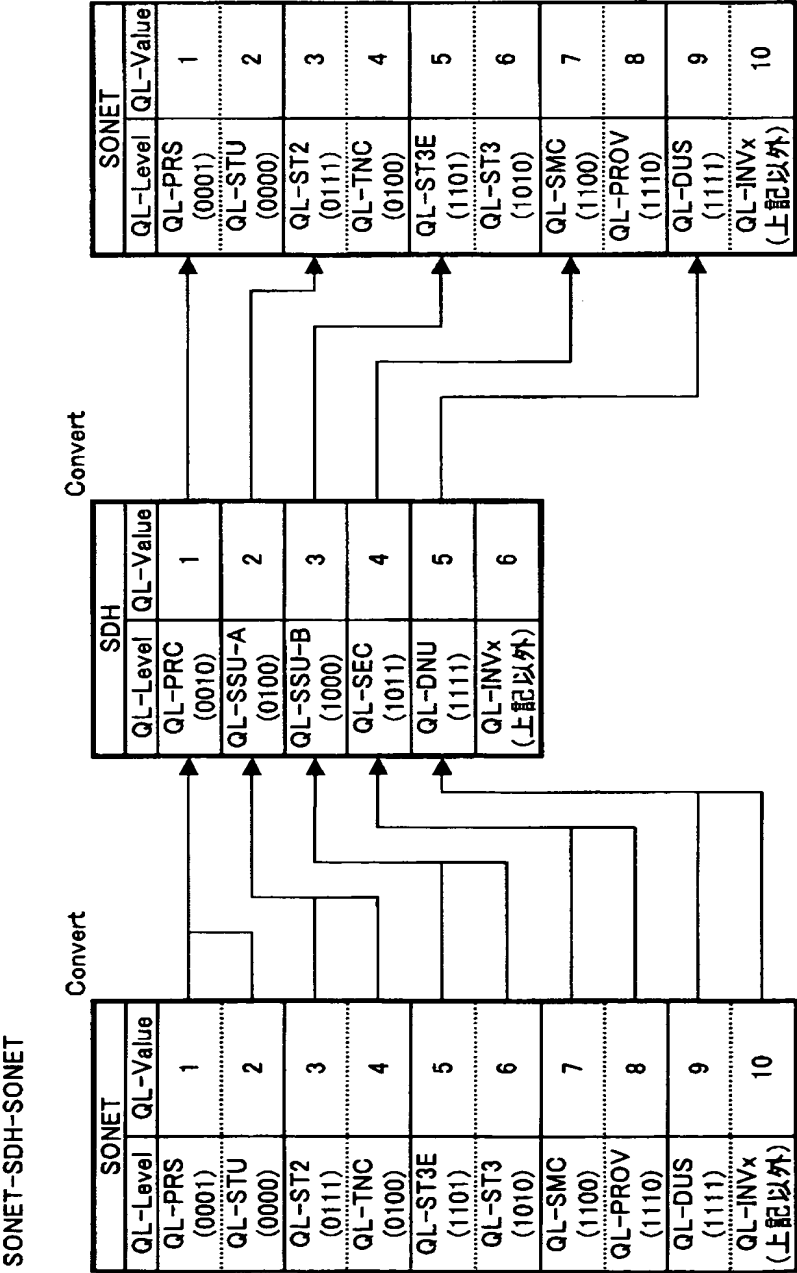 SONET-SDH-SONET
Convert
Convert
SONET
QL-Level QL-Value
QL-PRS
(0001)
1
QL-STU
(0000)
2
QL-ST2
(0111)
3
QL-TNC
(0100)
4
QL-ST3E
(1101)
5
QL-ST3
(1010)
6
QL-SMC
(1100)
7
QL-PROV
(1110)
8
QL-DUS
(1111)
9
QL-INVx
(上記以外)
10
SDH
QL-Level QL-Value
QL-PRC
(0010)
1
QL-SSU-A
(0100)
2
QL-SSU-B
(1000)
3
QL-SEC
(1011)
4
QL-DNU
(1111)
5
QL-INVx
(上記以外)
6
SONET
QL-Level QL-Value
QL-PRS
(0001)
1
QL-STU
(0000)
2
QL-ST2
(0111)
3
QL-TNC
(0100)
4
QL-ST3E
(1101)
5
QL-ST3
(1010)
6
QL-SMC
(1100)
7
QL-PROV
(1110)
8
QL-DUS
(1111)
9
QL-INVx
(上記以外)
10